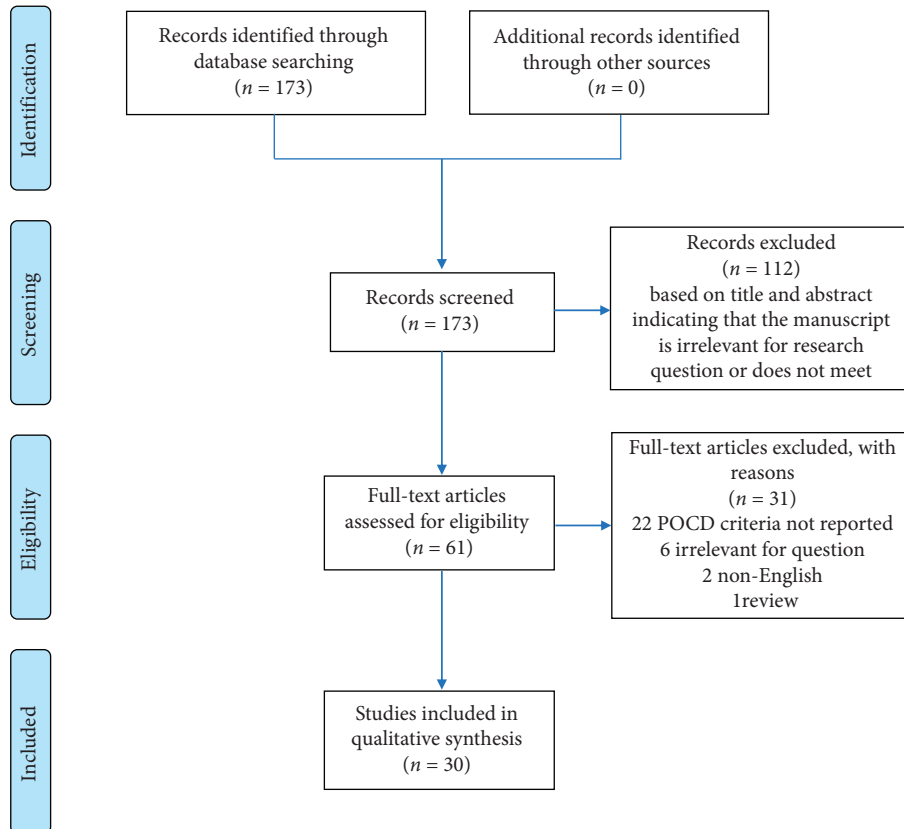 Identification
Records identified through
database searching
(n = 173)
Additional records identified
through other sources
(n = 0)
Screening
Records screened
(n = 173)
Records excluded
(n = 112)
based on title and abstract
indicating that the manuscript
is irrelevant for research
question or does not meet
Eligibility
Full-text articles
assessed for eligibility
(n = 61)
Full-text articles excluded, with
reasons
(n = 31)
22 POCD criteria not reported
6 irrelevant for question
2 non-English
1review
Included
Studies included in
qualitative synthesis
(n = 30)